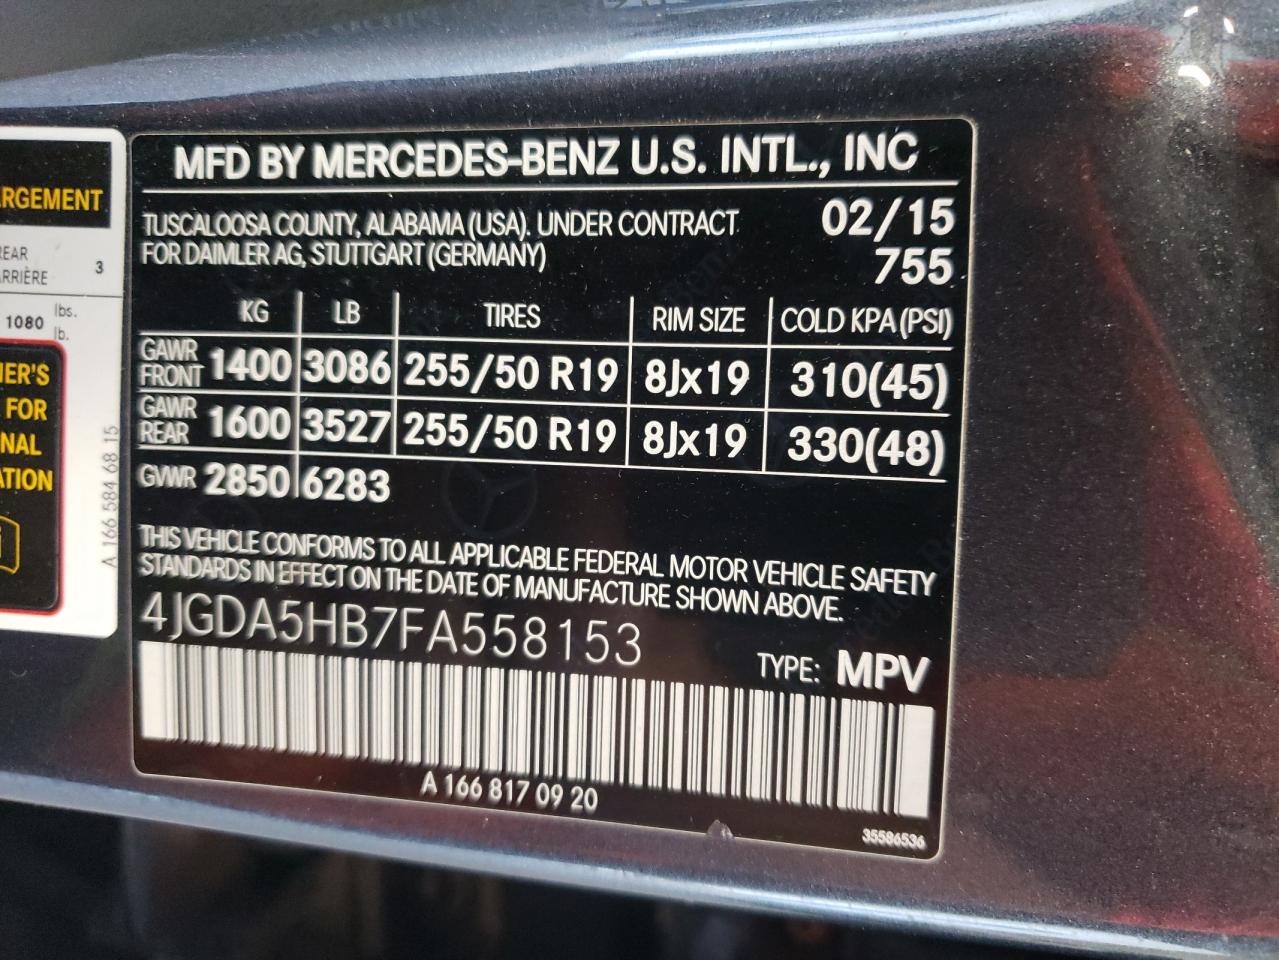 RGEMENT
REAR
ARRIÈRE 3
1080 lbs.
lb.
ER'S
FOR
NAL
ATION
A 166 584 68 15
MFD BY MERCEDES-BENZ U.S. INTL., INC
TUSCALOOSA COUNTY, ALABAMA (USA). UNDER CONTRACT 02/15
FOR DAIMLER AG, STUTTGART (GERMANY) 755
KG LB TIRES RIM SIZE COLD KPA (PSI)
GAWR FRONT 1400 3086 255/50 R19 8Jx19 310(45)
GAWR REAR 1600 3527 255/50 R19 8Jx19 330(48)
GVWR 2850 6283
THIS VEHICLE CONFORMS TO ALL APPLICABLE FEDERAL MOTOR VEHICLE SAFETY
STANDARDS IN EFFECT ON THE DATE OF MANUFACTURE SHOWN ABOVE.
4JGDA5HB7FA558153
TYPE: MPV
A 166 817 09 20
35586536